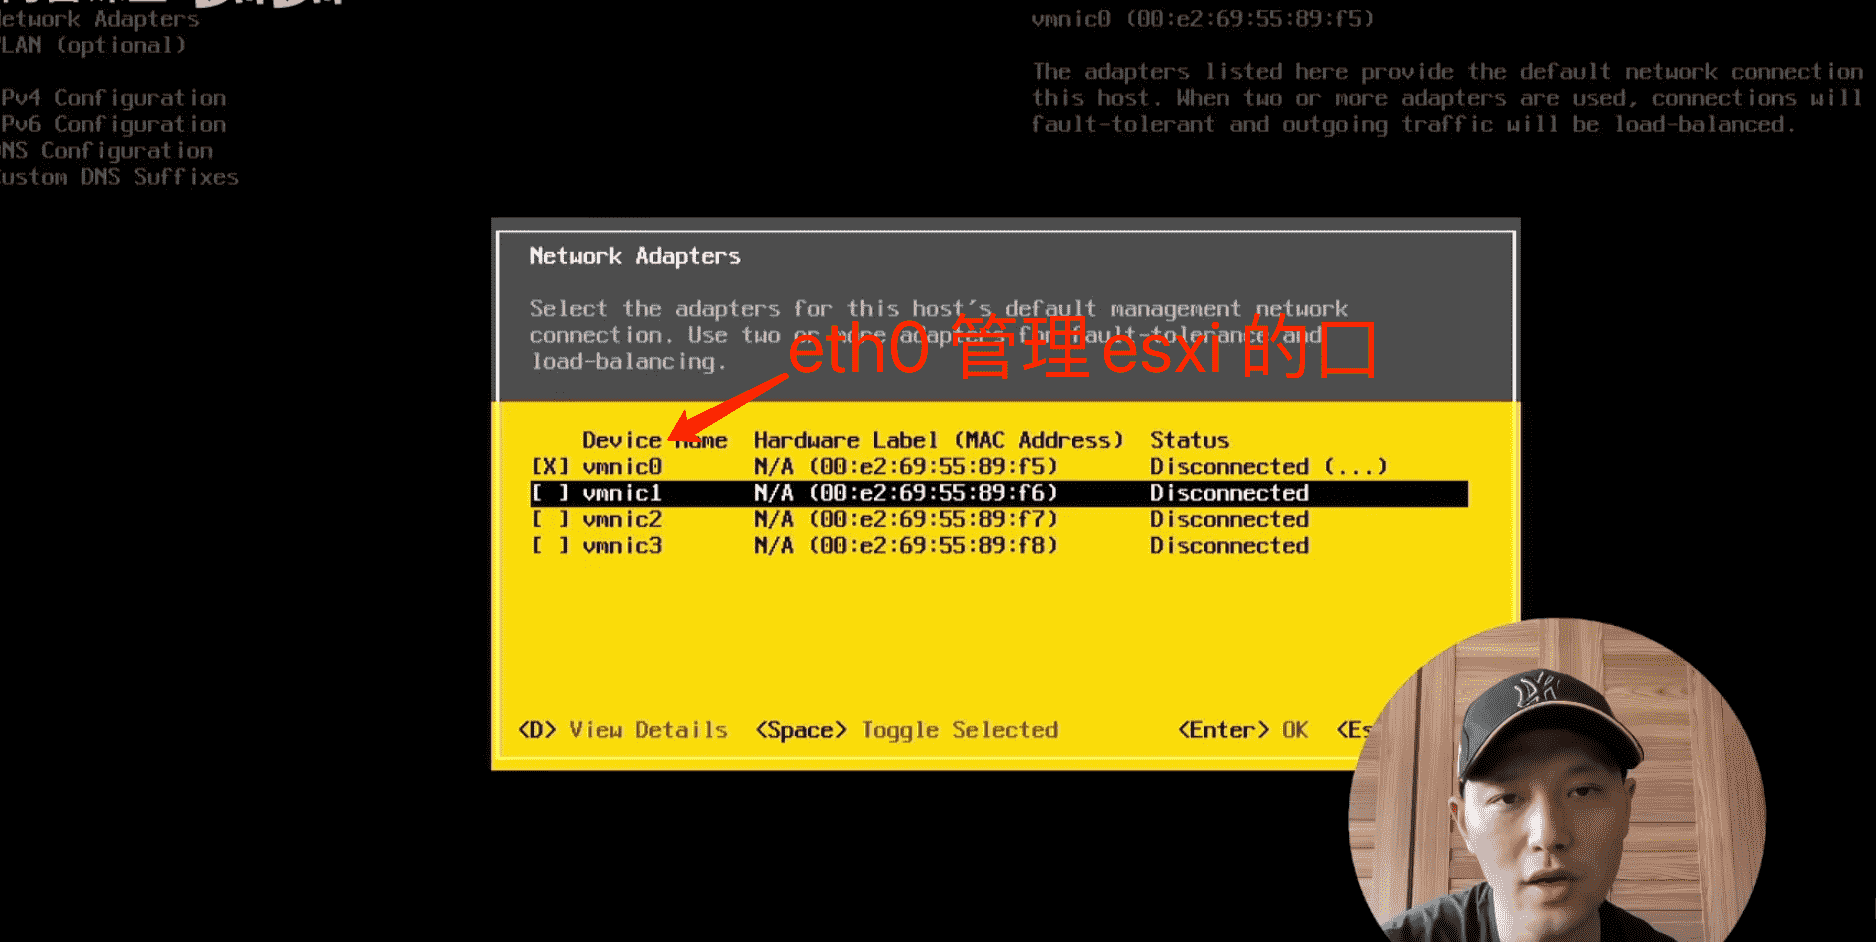 etwork Adapters
LAN (optional)
Pv4 Configuration
Pv6 Configuration
NS Configuration
ustom DNS Suffixes
vmnic0 (00:e2:69:55:89:f5)
The adapters listed here provide the default network connection
this host. When two or more adapters are used, connections will
fault-tolerant and outgoing traffic will be load-balanced.
Network Adapters
Select the adapters for this host's default management network
connection. Use two or more adapters for fault-tolerance and
load-balancing.
eth0 管理esxi 的口
Device Name Hardware Label (MAC Address) Status
[X] vmnic0 N/A (00:e2:69:55:89:f5) Disconnected (...)
[ ] vmnic1 N/A (00:e2:69:55:89:f6) Disconnected
[ ] vmnic2 N/A (00:e2:69:55:89:f7) Disconnected
[ ] vmnic3 N/A (00:e2:69:55:89:f8) Disconnected
<D> View Details <Space> Toggle Selected <Enter> OK <Es